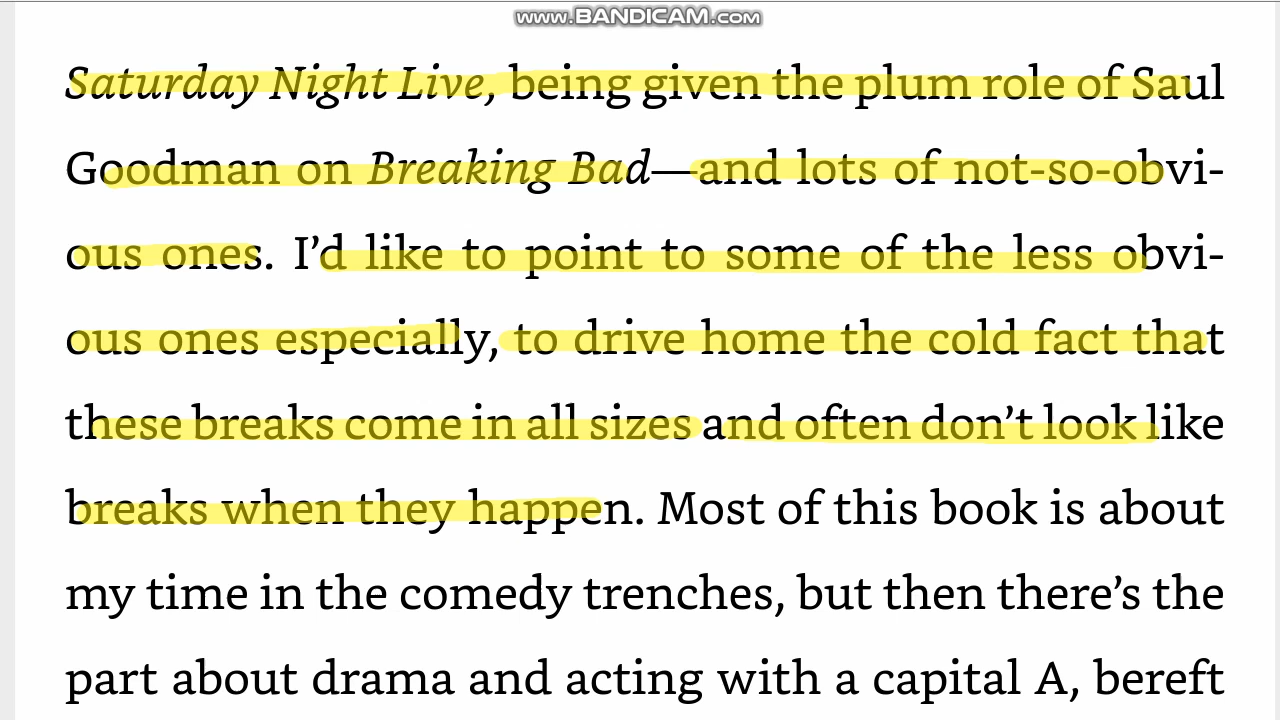 www.BANDICAM.com
Saturday Night Live, being given the plum role of Saul
Goodman on Breaking Bad—and lots of not-so-obvi-
ous ones. I’d like to point to some of the less obvi-
ous ones especially, to drive home the cold fact that
these breaks come in all sizes and often don’t look like
breaks when they happen. Most of this book is about
my time in the comedy trenches, but then there’s the
part about drama and acting with a capital A, bereft